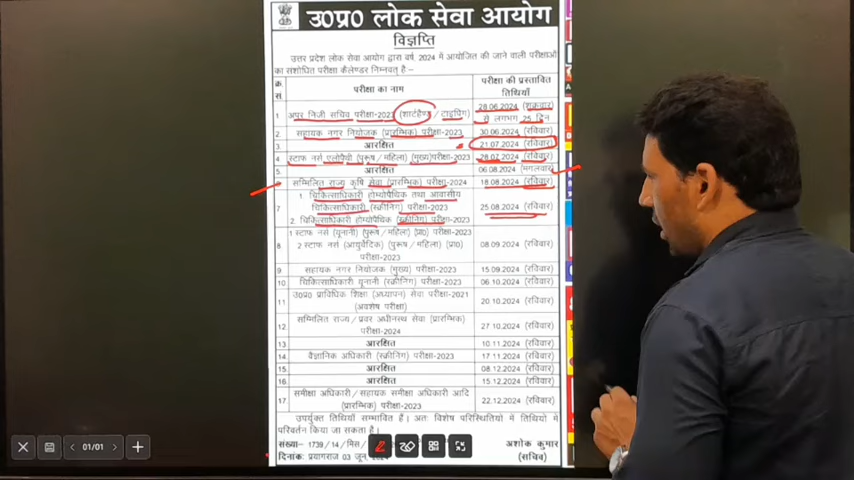 उ0प्र0 लोक सेवा आयोग
विज्ञप्ति
उत्तर प्रदेश लोक सेवा आयोग द्वारा वर्ष, 2024 में आयोजित की जाने वाली परीक्षाओं
का संशोधित परीक्षा कैलेण्डर निम्नवत् है:-
क्र. सं. परीक्षा का नाम परीक्षा की प्रस्तावित तिथियाँ
1 अपर निजी सचिव परीक्षा-2023 (शार्टहैण्ड / टाइपिंग) 28.06.2024 (शुक्रवार) से लगभग 25 दिन
2. सहायक नगर नियोजक (प्रारम्भिक) परीक्षा-2023 30.06.2024 (रविवार)
3. आरक्षित 21.07.2024 (रविवार)
4 स्टाफ नर्स एलोपैथी (पुरूष/महिला) (मुख्य)परीक्षा-2023 28.07.2024 (रविवार)
5. आरक्षित 06.08.2024 (मंगलवार)
सम्मिलित राज्य कृषि सेवा (प्रारम्भिक) परीक्षा-2024 18.08.2024 (रविवार)
7 1 चिकित्साधिकारी होम्योपैथिक तथा आवासीय
चिकित्साधिकारी (स्क्रीनिंग) परीक्षा-2023 25.08.2024 (रविवार)
2. चिकित्साधिकारी होम्योपैथिक (स्क्रीनिंग) परीक्षा-2023
8 1 स्टाफ नर्स (यूनानी) (पुरूष/महिला) (प्रा0) परीक्षा-2023
2 स्टाफ नर्स (आयुर्वेदिक) (पुरूष/महिला) (प्रा0) 08.09.2024 (रविवार)
परीक्षा-2023
9 सहायक नगर नियोजक (मुख्य) परीक्षा-2023 15.09.2024 (रविवार)
10 चिकित्साधिकारी यूनानी (स्क्रीनिंग) परीक्षा-2023 06.10.2024 (रविवार)
11 उ0प्र0 प्राविधिक शिक्षा (अध्यापन) सेवा परीक्षा-2021 20.10.2024 (रविवार)
(अवशेष परीक्षा)
12 सम्मिलित राज्य/प्रवर अधीनस्थ सेवा (प्रारम्भिक) 27.10.2024 (रविवार)
परीक्षा-2024
13 आरक्षित 10.11.2024 (रविवार)
14 वैज्ञानिक अधिकारी (स्क्रीनिंग) परीक्षा-2023 17.11.2024 (रविवार)
15 आरक्षित 08.12.2024 (रविवार)
16 आरक्षित 15.12.2024 (रविवार)
17 समीक्षा अधिकारी/सहायक समीक्षा अधिकारी आदि 22.12.2024 (रविवार)
(प्रारम्भिक) परीक्षा-2023
उपर्युक्त तिथियाँ सम्भावित हैं। अतः विशेष परिस्थितियों में तिथियों में
परिवर्तन किया जा सकता है।
संख्या- 1739/14/मिस/ अशोक कुमार
दिनांक: प्रयागराज 03 जून, (सचिव)
01/01